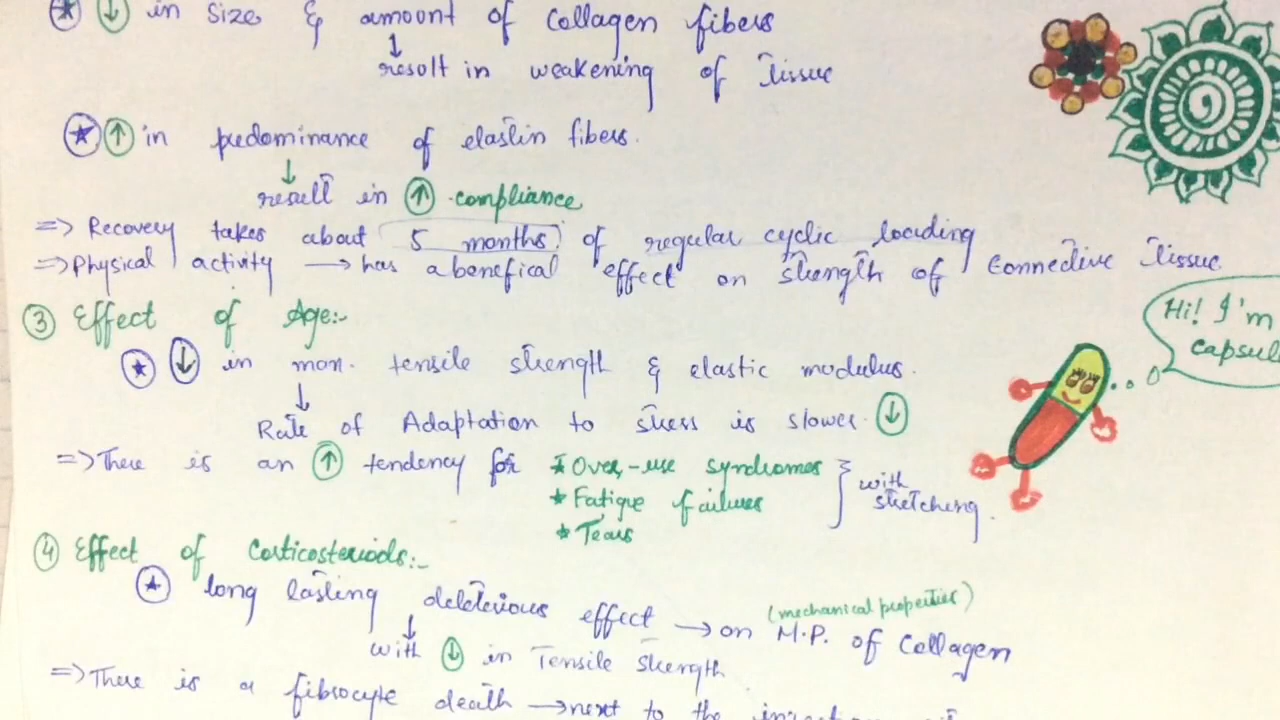 ★ ↓ in size & amount of collagen fibers
↓
result in weakening of tissue
★ ↑ in predominance of elastin fibers.
↓
result in ↑ compliance
=> Recovery takes about 5 months of regular cyclic loading
=> Physical activity → has a benefical effect on strength of connective tissue
③ Effect of Age:-
★ ↓ in man. tensile strength & elastic modulus.
↓
Rate of Adaptation to stress is slower ↓
=> There is an ↑ tendency for ★ Over-use syndromes
★ Fatigue failures
★ Tears
} with stretching.
Hi! I'm
capsul
④ Effect of Corticosteriods:-
★ long lasting deleterious effect → on M.P. of collagen
(mechanical properties)
↓
with ↓ in Tensile strength
=> There is a fibrocyte death → next to the